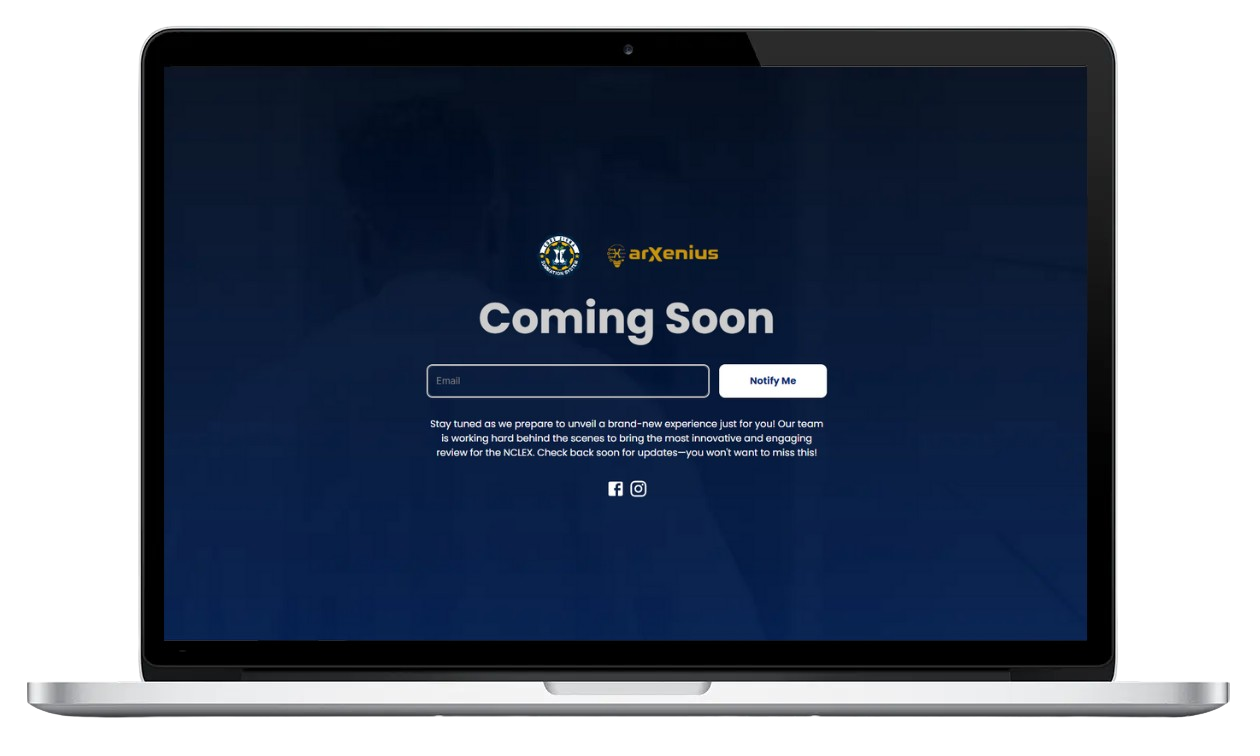 arXenius
Coming Soon
Email
Notify Me
Stay tuned as we prepare to unveil a brand-new experience just for you! Our team
is working hard behind the scenes to bring the most innovative and engaging
review for the NCLEX. Check back soon for updates—you won't want to miss this!